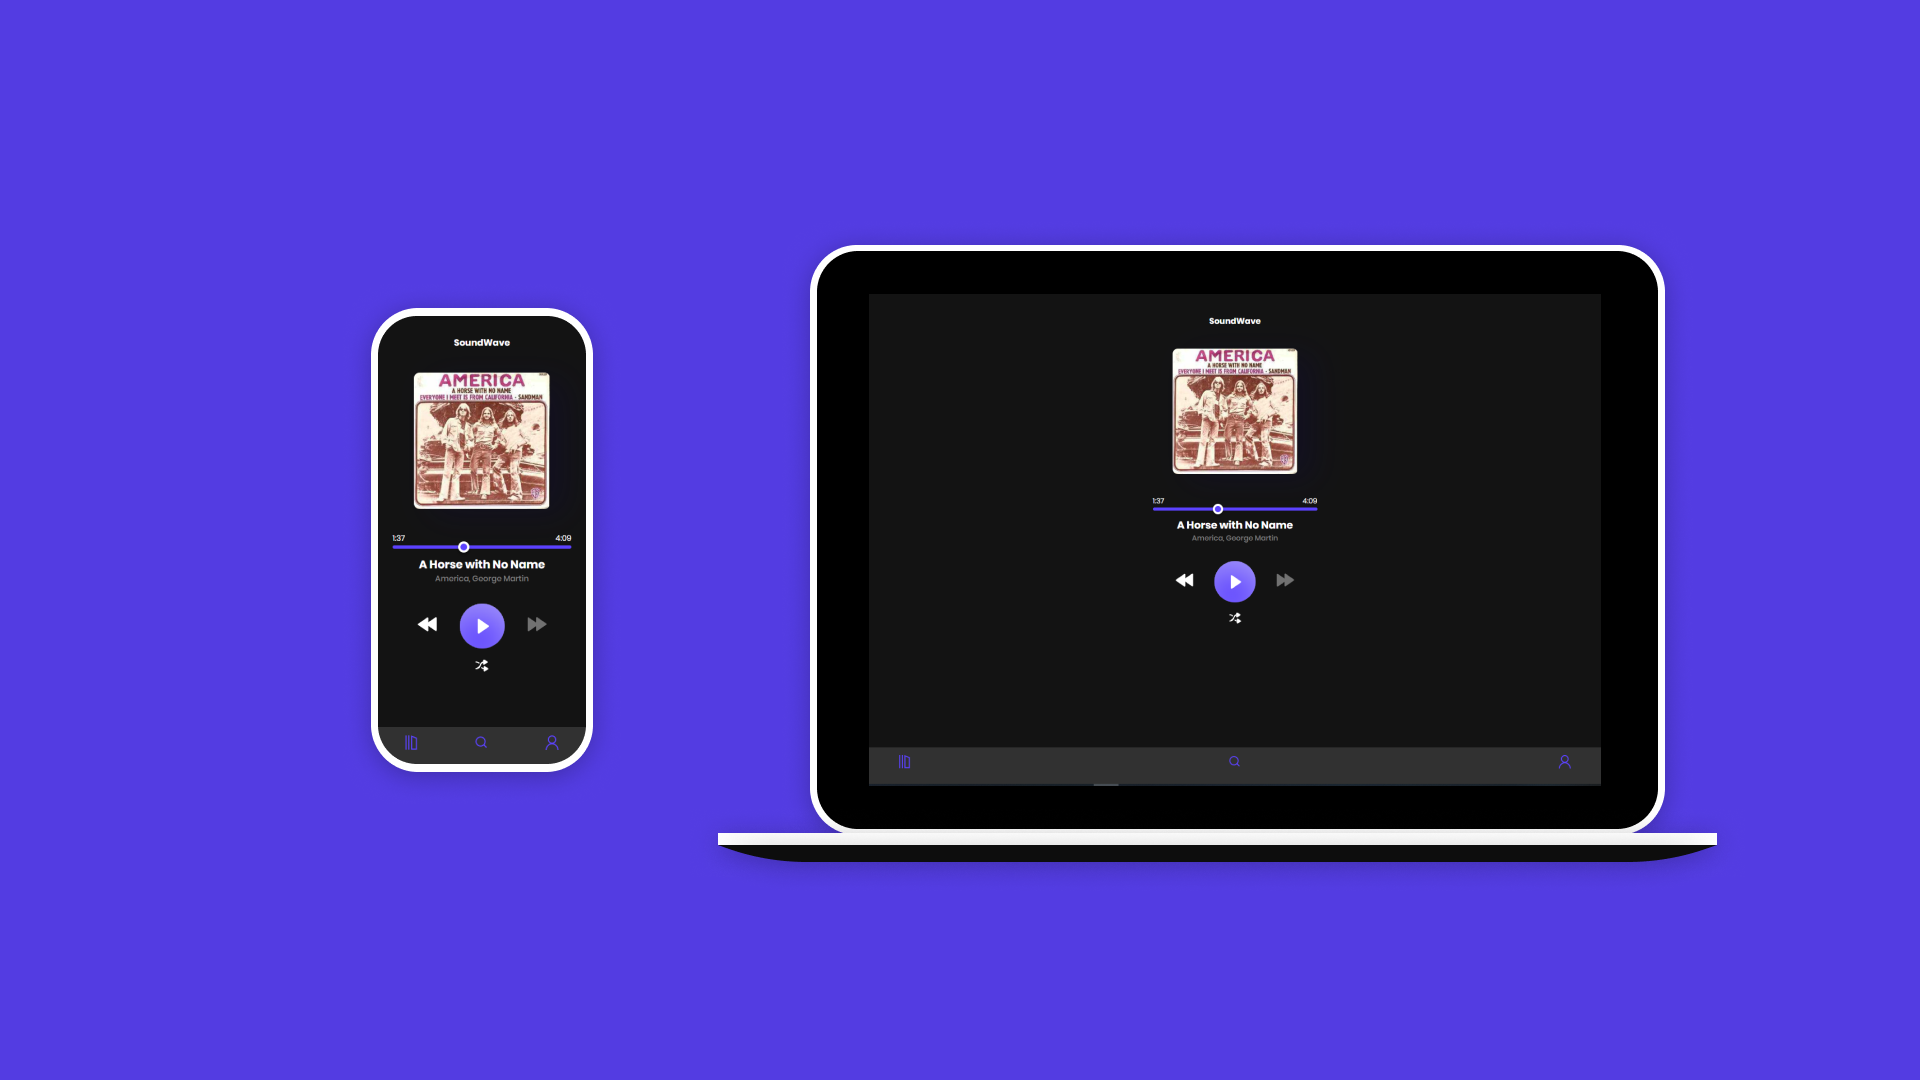 SoundWave
AMERICA
A HORSE WITH NO NAME
EVERYONE I MEET IS FROM CALIFORNIA - SANDMAN
1:37 4:09
A Horse with No Name
America, George Martin
SoundWave
AMERICA
A HORSE WITH NO NAME
EVERYONE I MEET IS FROM CALIFORNIA - SANDMAN
1:37 4:09
A Horse with No Name
America, George Martin